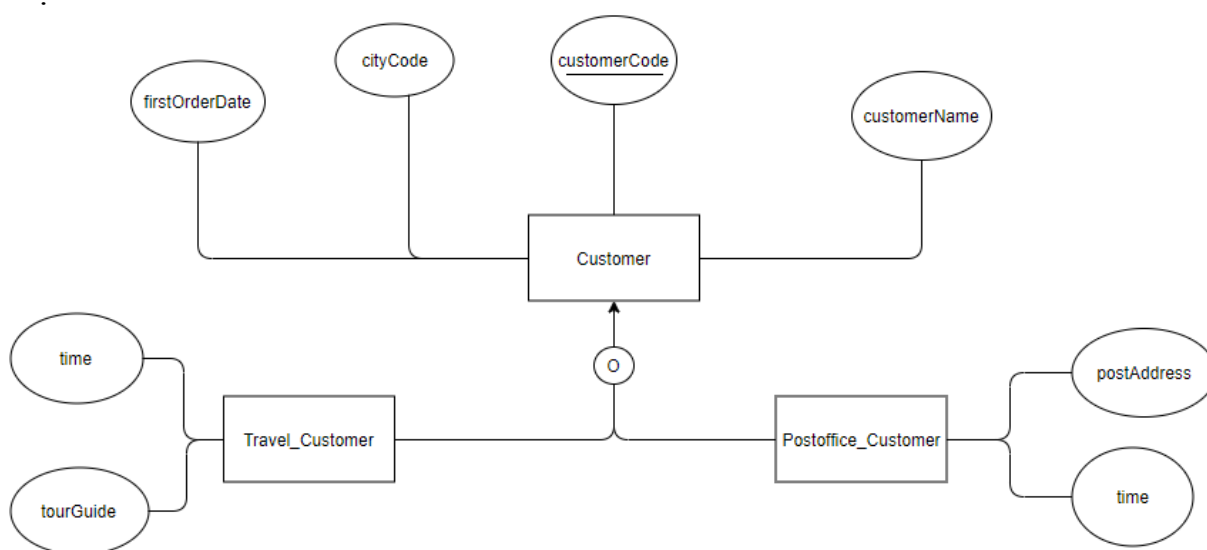 cityCode
customerCode
firstOrderDate
customerName
Customer
time
O
postAddress
Travel_Customer
Postoffice_Customer
tourGuide
time